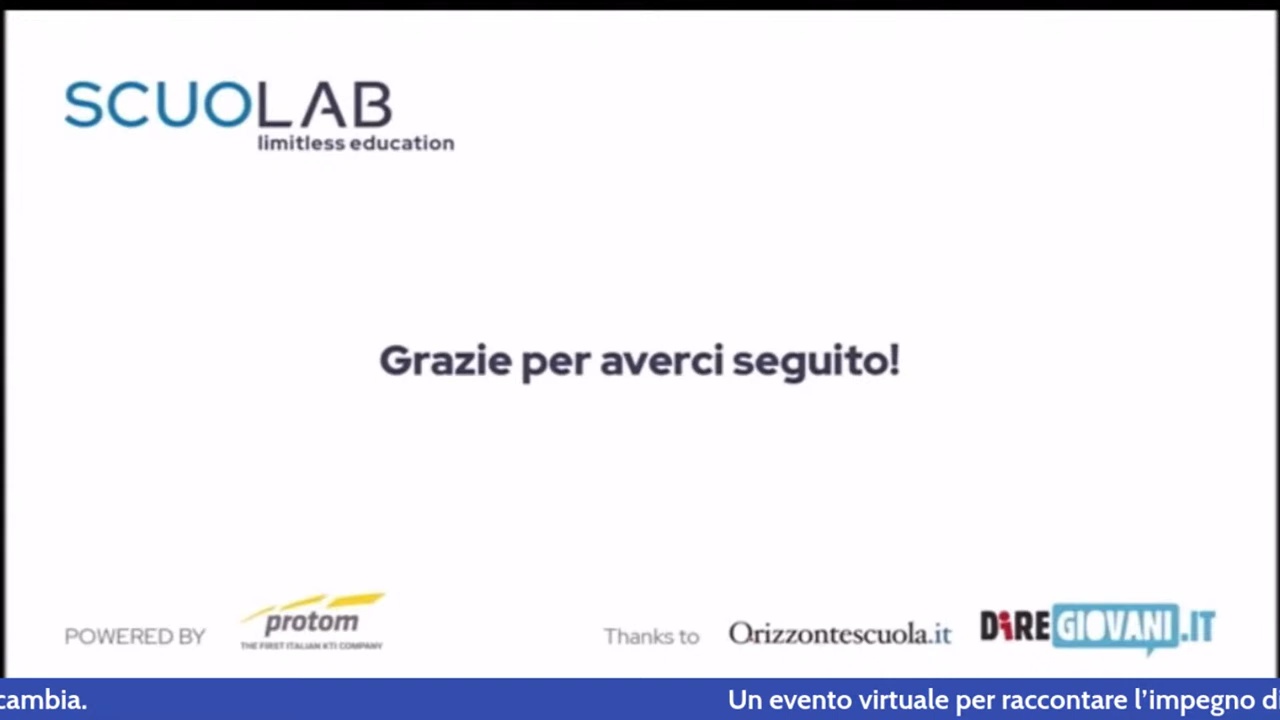 SCUOLAB
limitless education
Grazie per averci seguito!
POWERED BY
protom
THE FIRST ITALIAN KTI COMPANY
Thanks to
Orizzontescuola.it
DiREGIOVANI.IT
cambia.
Un evento virtuale per raccontare l’impegno di